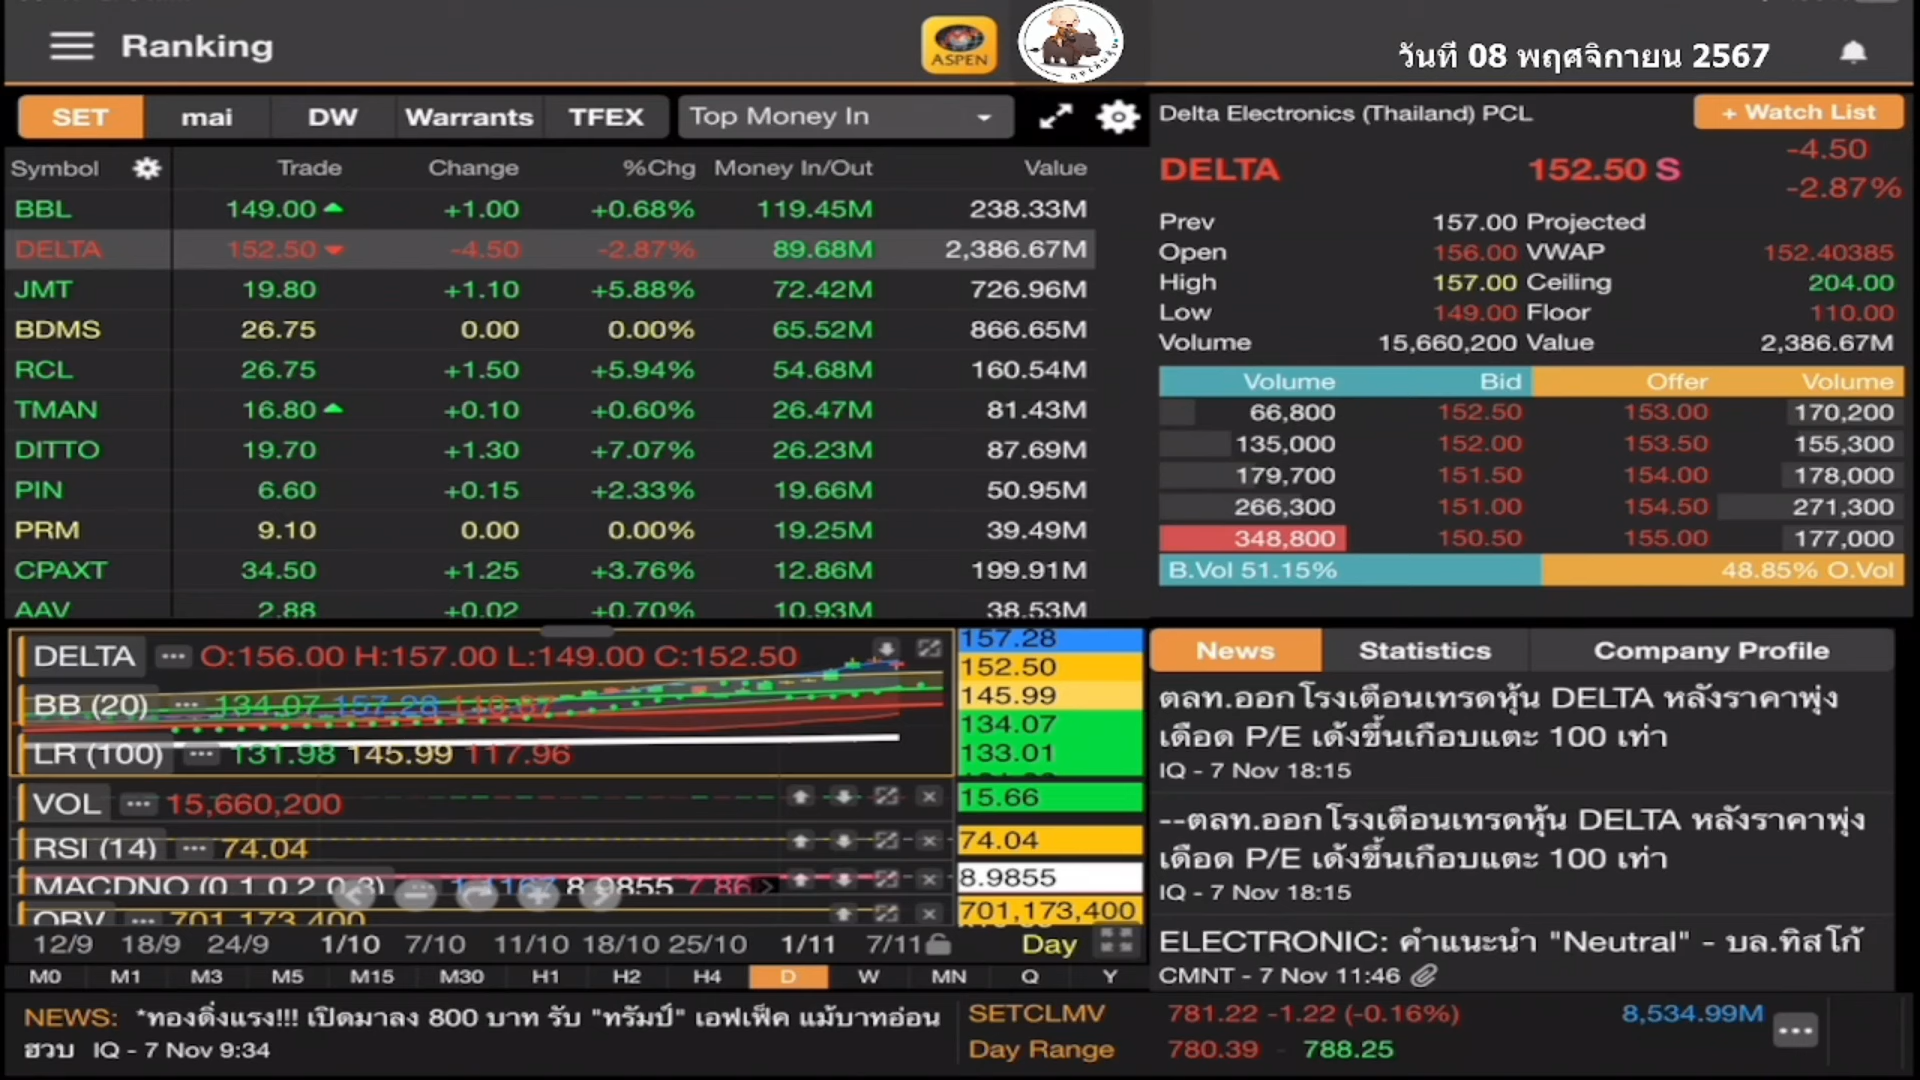 Ranking
ASPEN
วันที่ 08 พฤศจิกายน 2567
SET mai DW Warrants TFEX Top Money In
Symbol Trade Change %Chg Money In/Out Value
BBL 149.00 +1.00 +0.68% 119.45M 238.33M
DELTA 152.50 -4.50 -2.87% 89.68M 2,386.67M
JMT 19.80 +1.10 +5.88% 72.42M 726.96M
BDMS 26.75 0.00 0.00% 65.52M 866.65M
RCL 26.75 +1.50 +5.94% 54.68M 160.54M
TMAN 16.80 +0.10 +0.60% 26.47M 81.43M
DITTO 19.70 +1.30 +7.07% 26.23M 87.69M
PIN 6.60 +0.15 +2.33% 19.66M 50.95M
PRM 9.10 0.00 0.00% 19.25M 39.49M
CPAXT 34.50 +1.25 +3.76% 12.86M 199.91M
AAV 2.88 +0.02 +0.70% 10.93M 38.53M
Delta Electronics (Thailand) PCL + Watch List
DELTA 152.50 S -4.50
-2.87%
Prev 157.00 Projected
Open 156.00 VWAP 152.40385
High 157.00 Ceiling 204.00
Low 149.00 Floor 110.00
Volume 15,660,200 Value 2,386.67M
Volume Bid Offer Volume
66,800 152.50 153.00 170,200
135,000 152.00 153.50 155,300
179,700 151.50 154.00 178,000
266,300 151.00 154.50 271,300
348,800 150.50 155.00 177,000
B.Vol 51.15% 48.85% O.Vol
DELTA ... O:156.00 H:157.00 L:149.00 C:152.50
BB (20) ... 134.07 157.28
LR (100) ... 131.98 145.99 117.96
VOL ... 15,660,200
RSI (14) ... 74.04
MACDNO (0.1,0.2,0.3) 8.9855 7.86
OBV ... 701,173,400
157.28
152.50
145.99
134.07
133.01
15.66
74.04
8.9855
701,173,400
12/9 18/9 24/9 1/10 7/10 11/10 18/10 25/10 1/11 7/11 Day
M0 M1 M3 M5 M15 M30 H1 H2 H4 D W MN Q Y
News Statistics Company Profile
ตลท.ออกโรงเตือนเทรดหุ้น DELTA หลังราคาพุ่ง
เดือด P/E เด้งขึ้นเกือบแตะ 100 เท่า
IQ - 7 Nov 18:15
--ตลท.ออกโรงเตือนเทรดหุ้น DELTA หลังราคาพุ่ง
เดือด P/E เด้งขึ้นเกือบแตะ 100 เท่า
IQ - 7 Nov 18:15
ELECTRONIC: คำแนะนำ "Neutral" - บล.ทิสโก้
CMNT - 7 Nov 11:46
NEWS: *ทองดิ่งแรง!!! เปิดมาลง 800 บาท รับ "ทรัมป์" เอฟเฟ็ค แม้บาทอ่อน
ฮวบ IQ - 7 Nov 9:34
SETCLMV 781.22 -1.22 (-0.16%) 8,534.99M
Day Range 780.39 - 788.25